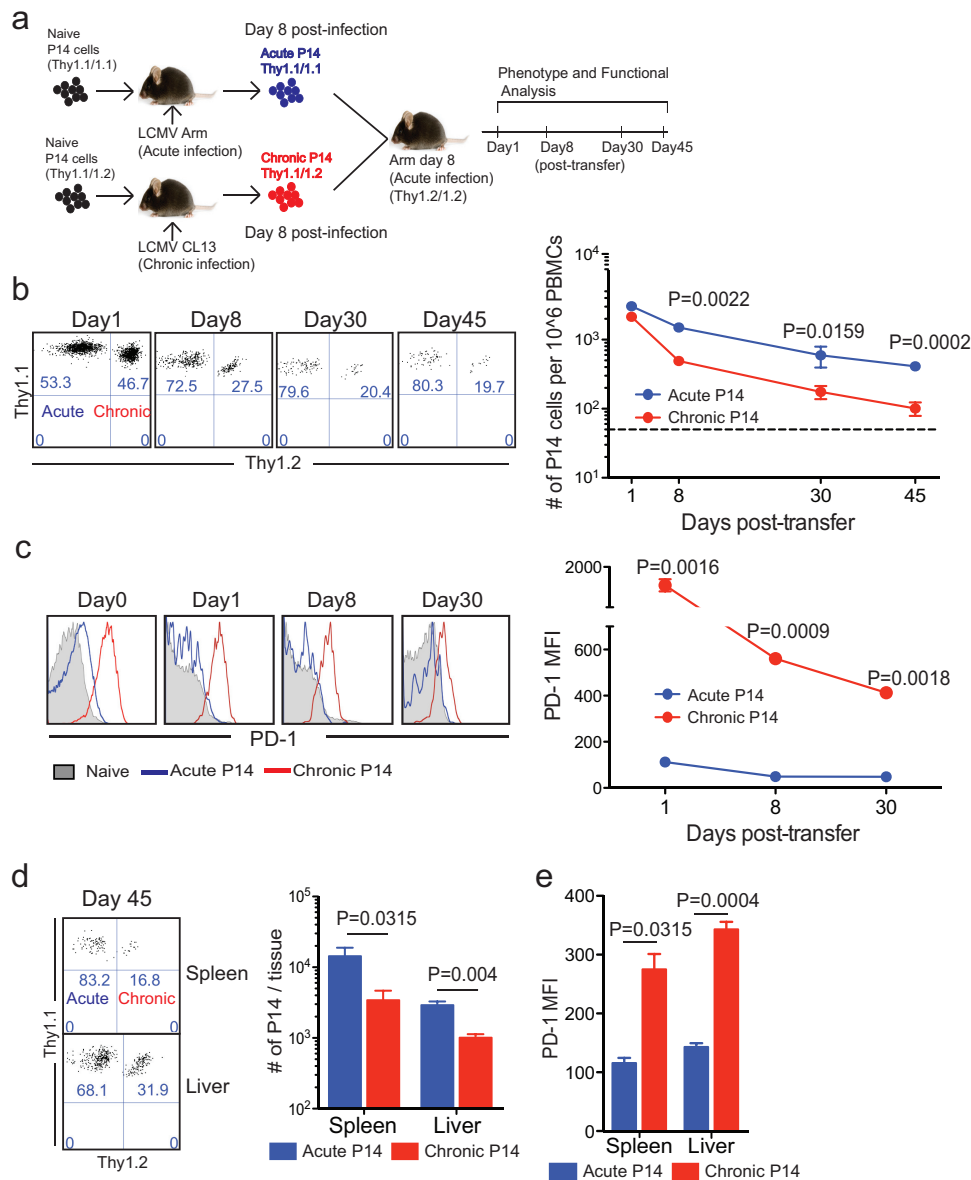 a
Naive
P14 cells
(Thy1.1/1.1)
LCMV Arm
(Acute infection)
Day 8 post-infection
Acute P14
Thy1.1/1.1
Naive
P14 cells
(Thy1.1/1.2)
LCMV CL13
(Chronic infection)
Chronic P14
Thy1.1/1.2
Day 8 post-infection
Arm day 8
(Acute infection)
(Thy1.2/1.2)
Phenotype and Functional
Analysis
Day1 Day8 Day30 Day45
(post-transfer)
b
Day1 Day8 Day30 Day45
Thy1.1
53.3 46.7 72.5 27.5 79.6 20.4 80.3 19.7
Acute Chronic
0 0 0 0 0 0 0 0
Thy1.2
# of P14 cells per 10^6 PBMCs
10^4
10^3
10^2
10^1
P=0.0022
P=0.0159
P=0.0002
Acute P14
Chronic P14
1 8 30 45
Days post-transfer
c
Day0 Day1 Day8 Day30
PD-1
Naive Acute P14 Chronic P14
PD-1 MFI
2000
600
400
200
0
P=0.0016
P=0.0009
P=0.0018
Acute P14
Chronic P14
1 8 30
Days post-transfer
d
Day 45
Thy1.1
83.2 16.8
Acute Chronic
0 0
Spleen
68.1 31.9
0 0
Liver
Thy1.2
# of P14 / tissue
10^5
10^4
10^3
10^2
P=0.0315
P=0.004
Spleen Liver
Acute P14 Chronic P14
e
PD-1 MFI
400
300
200
100
0
P=0.0315
P=0.0004
Spleen Liver
Acute P14 Chronic P14